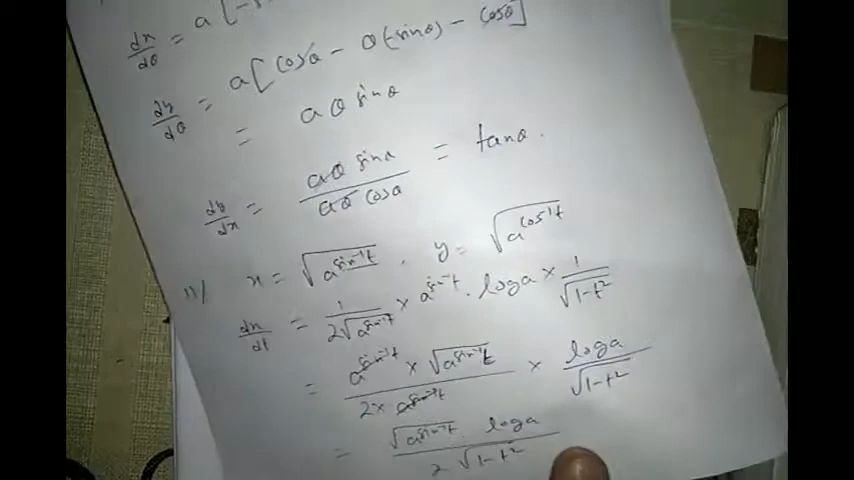 dx/dθ = a[-
dy/dθ = a[cosθ - θ(-sinθ) - cosθ]
= aθ sinθ
dy/dx = aθ sinθ / aθ cosθ = tanθ.
11/ x = √(a^(sin⁻¹t)), y = √(a^(cos⁻¹t))
dx/dt = 1/(2√(a^(sin⁻¹t))) × a^(sin⁻¹t) . loga × 1/√(1-t²)
= (a^(sin⁻¹t) × √(a^(sin⁻¹t)))/(2 × a^(sin⁻¹t)) × loga/√(1-t²)
= (√(a^(sin⁻¹t)) . loga)/(2 √(1-t²))